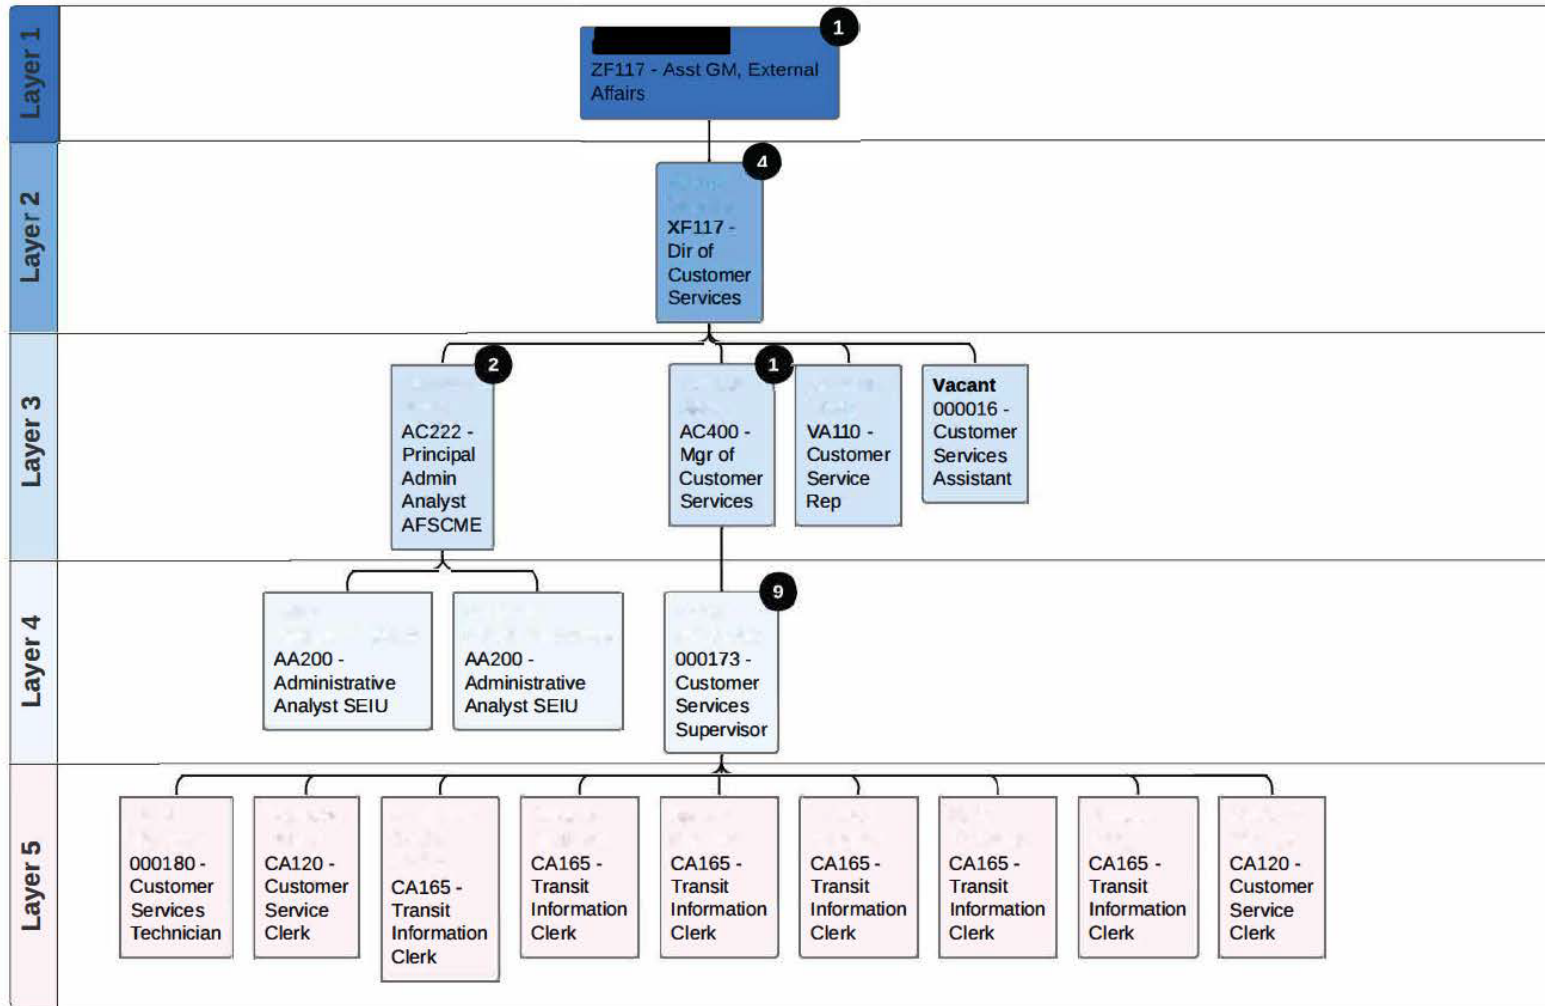 Layer 1
1
ZF117 - Asst GM, External
Affairs
Layer 2
4
XF117 -
Dir of
Customer
Services
Layer 3
2
AC222 -
Principal
Admin
Analyst
AFSCME
1
AC400 -
Mgr of
Customer
Services
VA110 -
Customer
Service
Rep
Vacant
000016 -
Customer
Services
Assistant
Layer 4
AA200 -
Administrative
Analyst SEIU
AA200 -
Administrative
Analyst SEIU
9
000173 -
Customer
Services
Supervisor
Layer 5
000180 -
Customer
Services
Technician
CA120 -
Customer
Service
Clerk
CA165 -
Transit
Information
Clerk
CA165 -
Transit
Information
Clerk
CA165 -
Transit
Information
Clerk
CA165 -
Transit
Information
Clerk
CA165 -
Transit
Information
Clerk
CA165 -
Transit
Information
Clerk
CA120 -
Customer
Service
Clerk